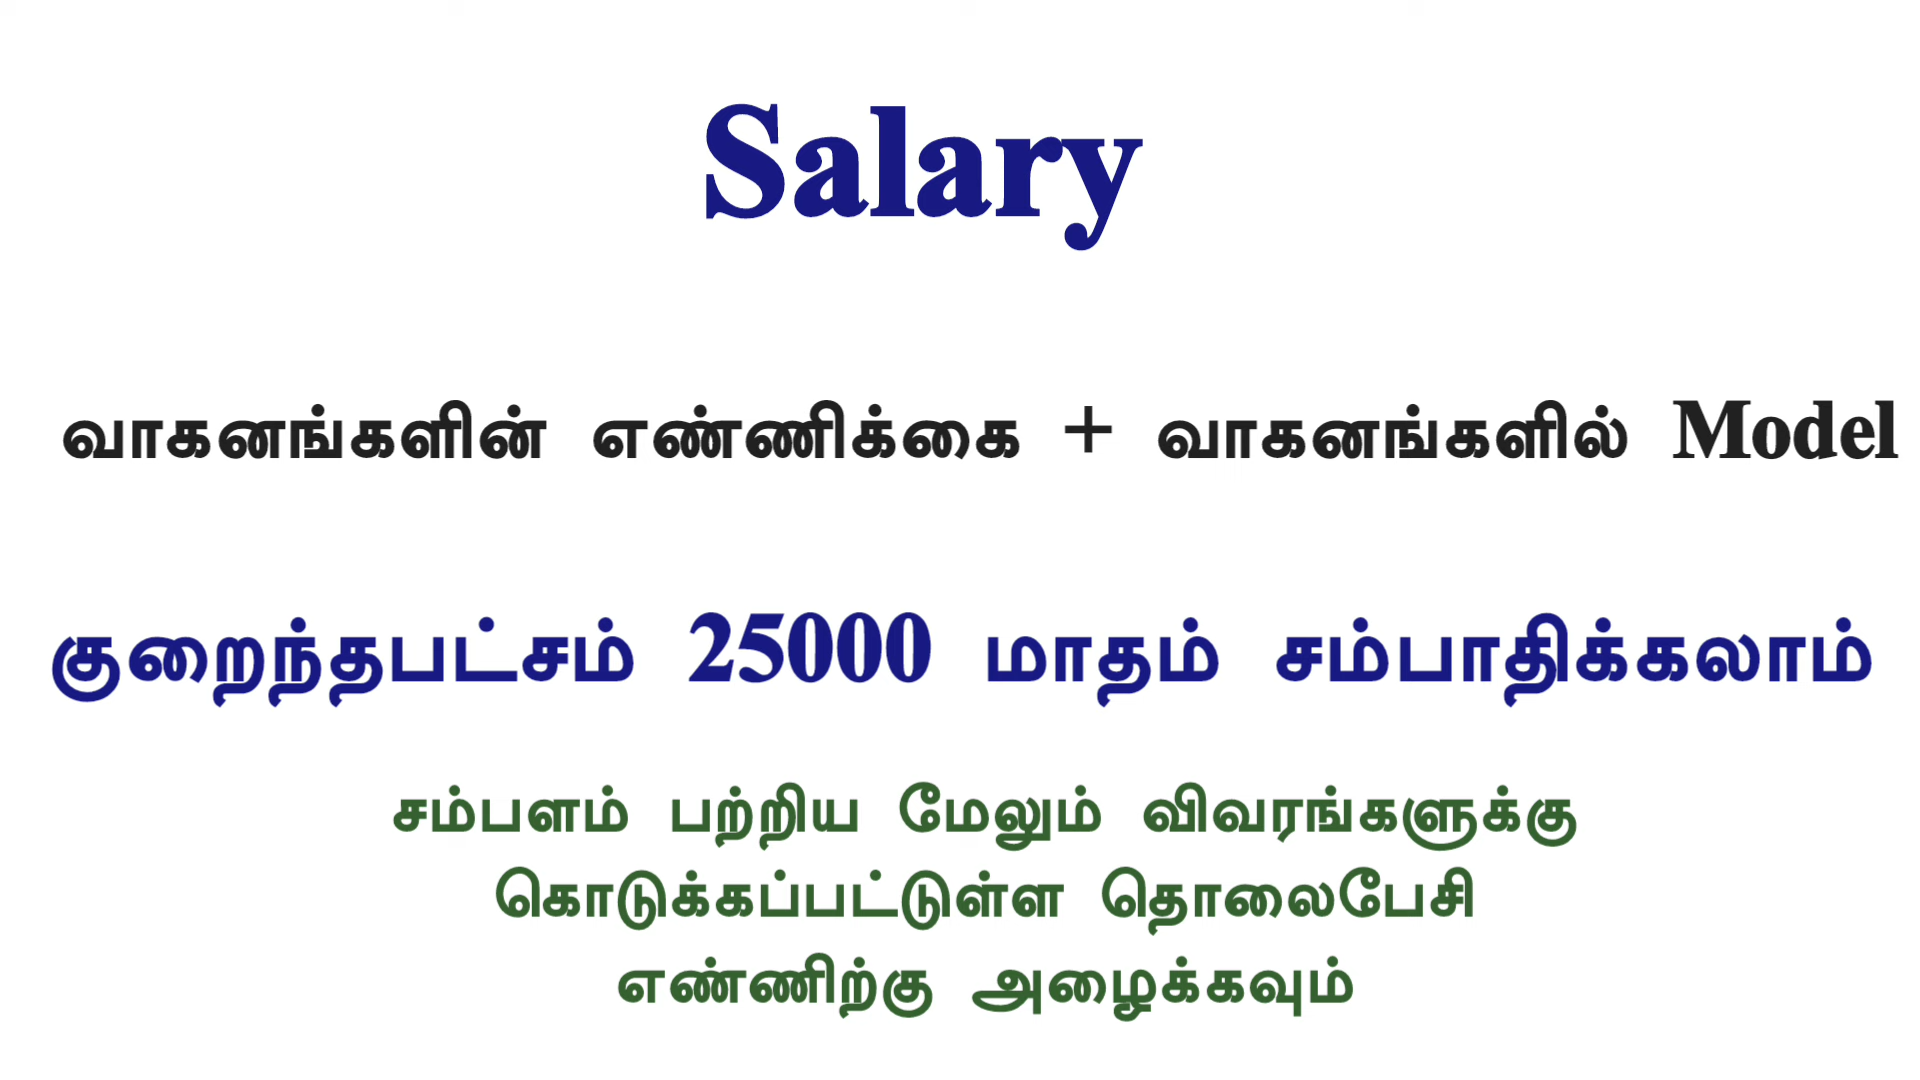 Salary
வாகனங்களின் எண்ணிக்கை + வாகனங்களில் Model
குறைந்தபட்சம் 25000 மாதம் சம்பாதிக்கலாம்
சம்பளம் பற்றிய மேலும் விவரங்களுக்கு
கொடுக்கப்பட்டுள்ள தொலைபேசி
எண்ணிற்கு அழைக்கவும்